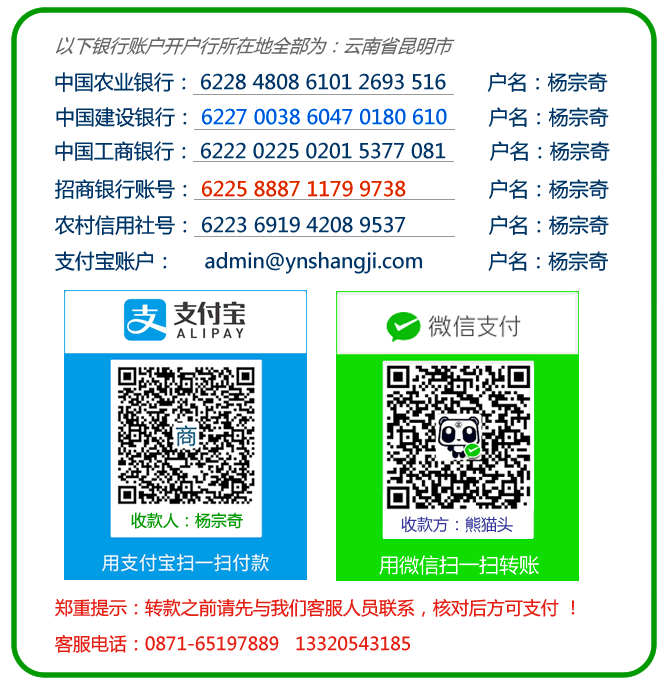 以下银行账户开户行所在地全部为：云南省昆明市
中国农业银行： 6228 4808 6101 2693 516 户名：杨宗奇
中国建设银行： 6227 0038 6047 0180 610 户名：杨宗奇
中国工商银行： 6222 0225 0201 5377 081 户名：杨宗奇
招商银行账号： 6225 8887 1179 9738 户名：杨宗奇
农村信用社号： 6223 6919 4208 9537 户名：杨宗奇
支付宝账户： admin@ynshangji.com 户名：杨宗奇
支 支付宝
ALIPAY
商
收款人：杨宗奇
用支付宝扫一扫付款
微信支付
收款方：熊猫头
用微信扫一扫转账
郑重提示：转款之前请先与我们客服人员联系，核对后方可支付 ！
客服电话：0871-65197889 13320543185